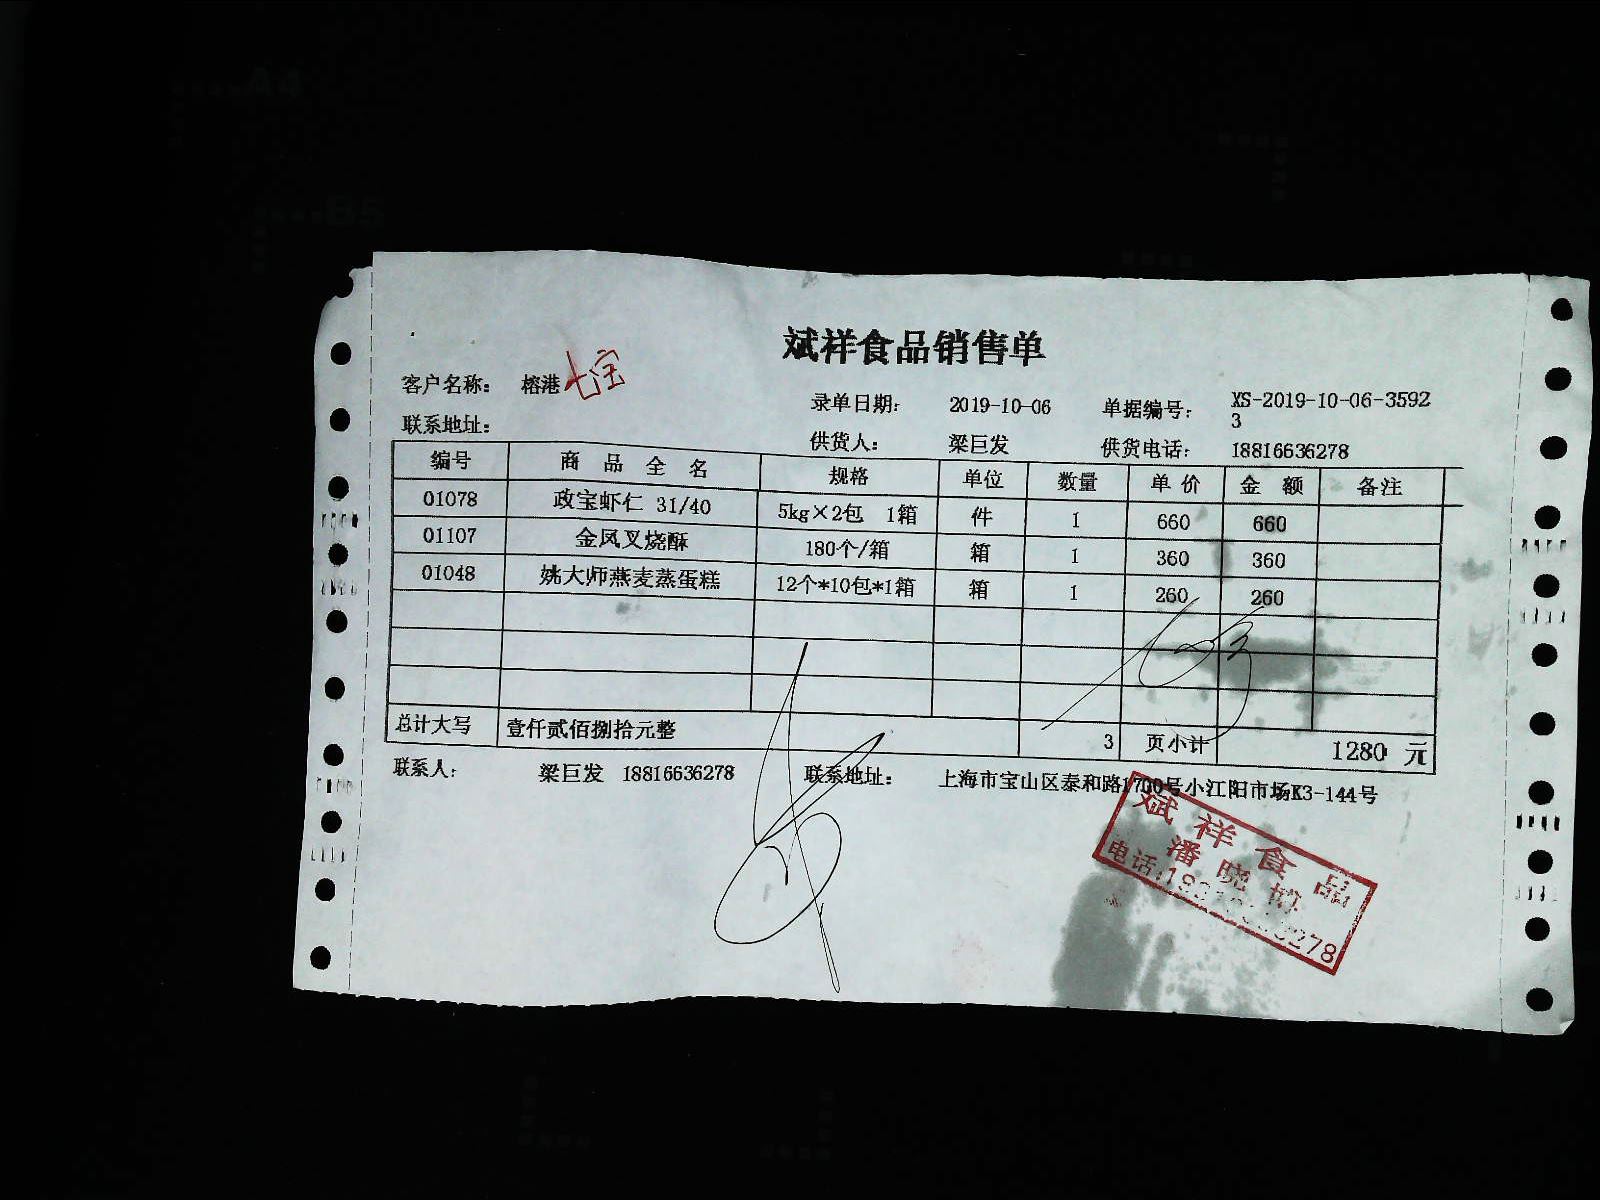 斌祥食品销售单
客户名称： 榕港 七宝
录单日期： 2019-10-06 单据编号： XS-2019-10-06-35923
联系地址：
供货人： 梁巨发 供货电话： 18816636278
编号 商品全名 规格 单位 数量 单价 金额 备注
01078 政宝虾仁 31/40 5kg×2包 1箱 件 1 660 660
01107 金凤叉烧酥 180个/箱 箱 1 360 360
01048 姚大师燕麦蒸蛋糕 12个*10包*1箱 箱 1 260 260
总计大写 壹仟贰佰捌拾元整 3 页小计 1280 元
联系人： 梁巨发 18816636278 联系地址： 上海市宝山区泰和路1700号小江阳市场K3-144号
斌祥食品
潘晓
电话: